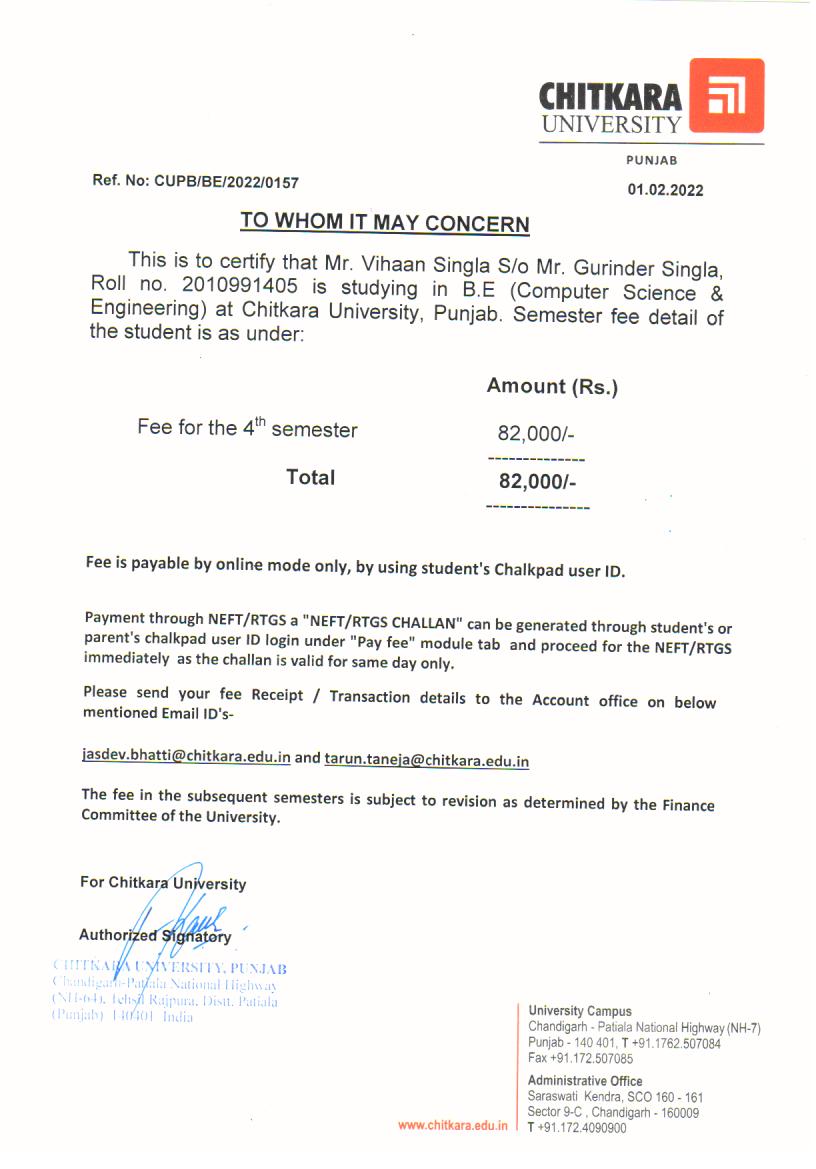 CHITKARA
UNIVERSITY
PUNJAB
Ref. No: CUPB/BE/2022/0157
01.02.2022
TO WHOM IT MAY CONCERN
This is to certify that Mr. Vihaan Singla S/o Mr. Gurinder Singla,
Roll no. 2010991405 is studying in B.E (Computer Science &
Engineering) at Chitkara University, Punjab. Semester fee detail of
the student is as under:
Amount (Rs.)
Fee for the 4th semester 82,000/-
---------------
Total 82,000/-
----------------
Fee is payable by online mode only, by using student's Chalkpad user ID.
Payment through NEFT/RTGS a "NEFT/RTGS CHALLAN" can be generated through student's or
parent's chalkpad user ID login under "Pay fee" module tab and proceed for the NEFT/RTGS
immediately as the challan is valid for same day only.
Please send your fee Receipt / Transaction details to the Account office on below
mentioned Email ID's-
jasdev.bhatti@chitkara.edu.in and tarun.taneja@chitkara.edu.in
The fee in the subsequent semesters is subject to revision as determined by the Finance
Committee of the University.
For Chitkara University
Authorized Signatory
CHITKARA UNIVERSITY, PUNJAB
Chandigarh-Patiala National Highway
(NH-64), Tehsil Rajpura, Distt. Patiala
(Punjab) 140401 India
University Campus
Chandigarh - Patiala National Highway (NH-7)
Punjab - 140 401, T +91.1762.507084
Fax +91.172.507085
Administrative Office
Saraswati Kendra, SCO 160 - 161
Sector 9-C , Chandigarh - 160009
T +91.172.4090900
www.chitkara.edu.in